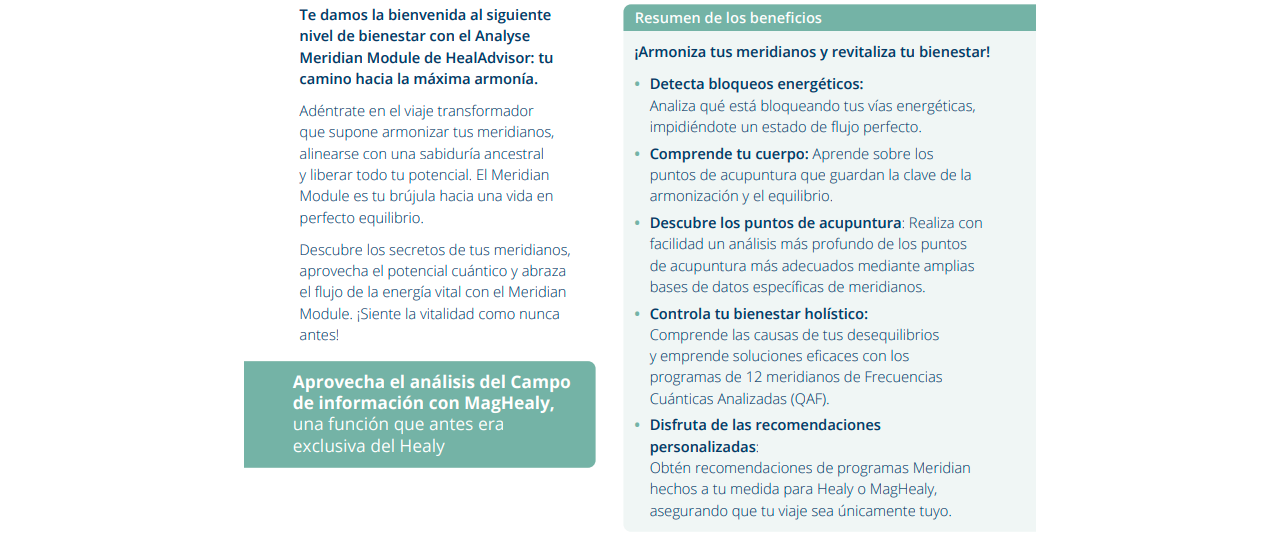 Te damos la bienvenida al siguiente
nivel de bienestar con el Analyse
Meridian Module de HealAdvisor: tu
camino hacia la máxima armonía.
Adéntrate en el viaje transformador
que supone armonizar tus meridianos,
alinearse con una sabiduría ancestral
y liberar todo tu potencial. El Meridian
Module es tu brújula hacia una vida en
perfecto equilibrio.
Descubre los secretos de tus meridianos,
aprovecha el potencial cuántico y abraza
el flujo de la energía vital con el Meridian
Module. ¡Siente la vitalidad como nunca
antes!
Aprovecha el análisis del Campo
de información con MagHealy,
una función que antes era
exclusiva del Healy
Resumen de los beneficios
¡Armoniza tus meridianos y revitaliza tu bienestar!
• Detecta bloqueos energéticos:
Analiza qué está bloqueando tus vías energéticas,
impidiéndote un estado de flujo perfecto.
• Comprende tu cuerpo: Aprende sobre los
puntos de acupuntura que guardan la clave de la
armonización y el equilibrio.
• Descubre los puntos de acupuntura: Realiza con
facilidad un análisis más profundo de los puntos
de acupuntura más adecuados mediante amplias
bases de datos específicas de meridianos.
• Controla tu bienestar holístico:
Comprende las causas de tus desequilibrios
y emprende soluciones eficaces con los
programas de 12 meridianos de Frecuencias
Cuánticas Analizadas (QAF).
• Disfruta de las recomendaciones
personalizadas:
Obtén recomendaciones de programas Meridian
hechos a tu medida para Healy o MagHealy,
asegurando que tu viaje sea únicamente tuyo.